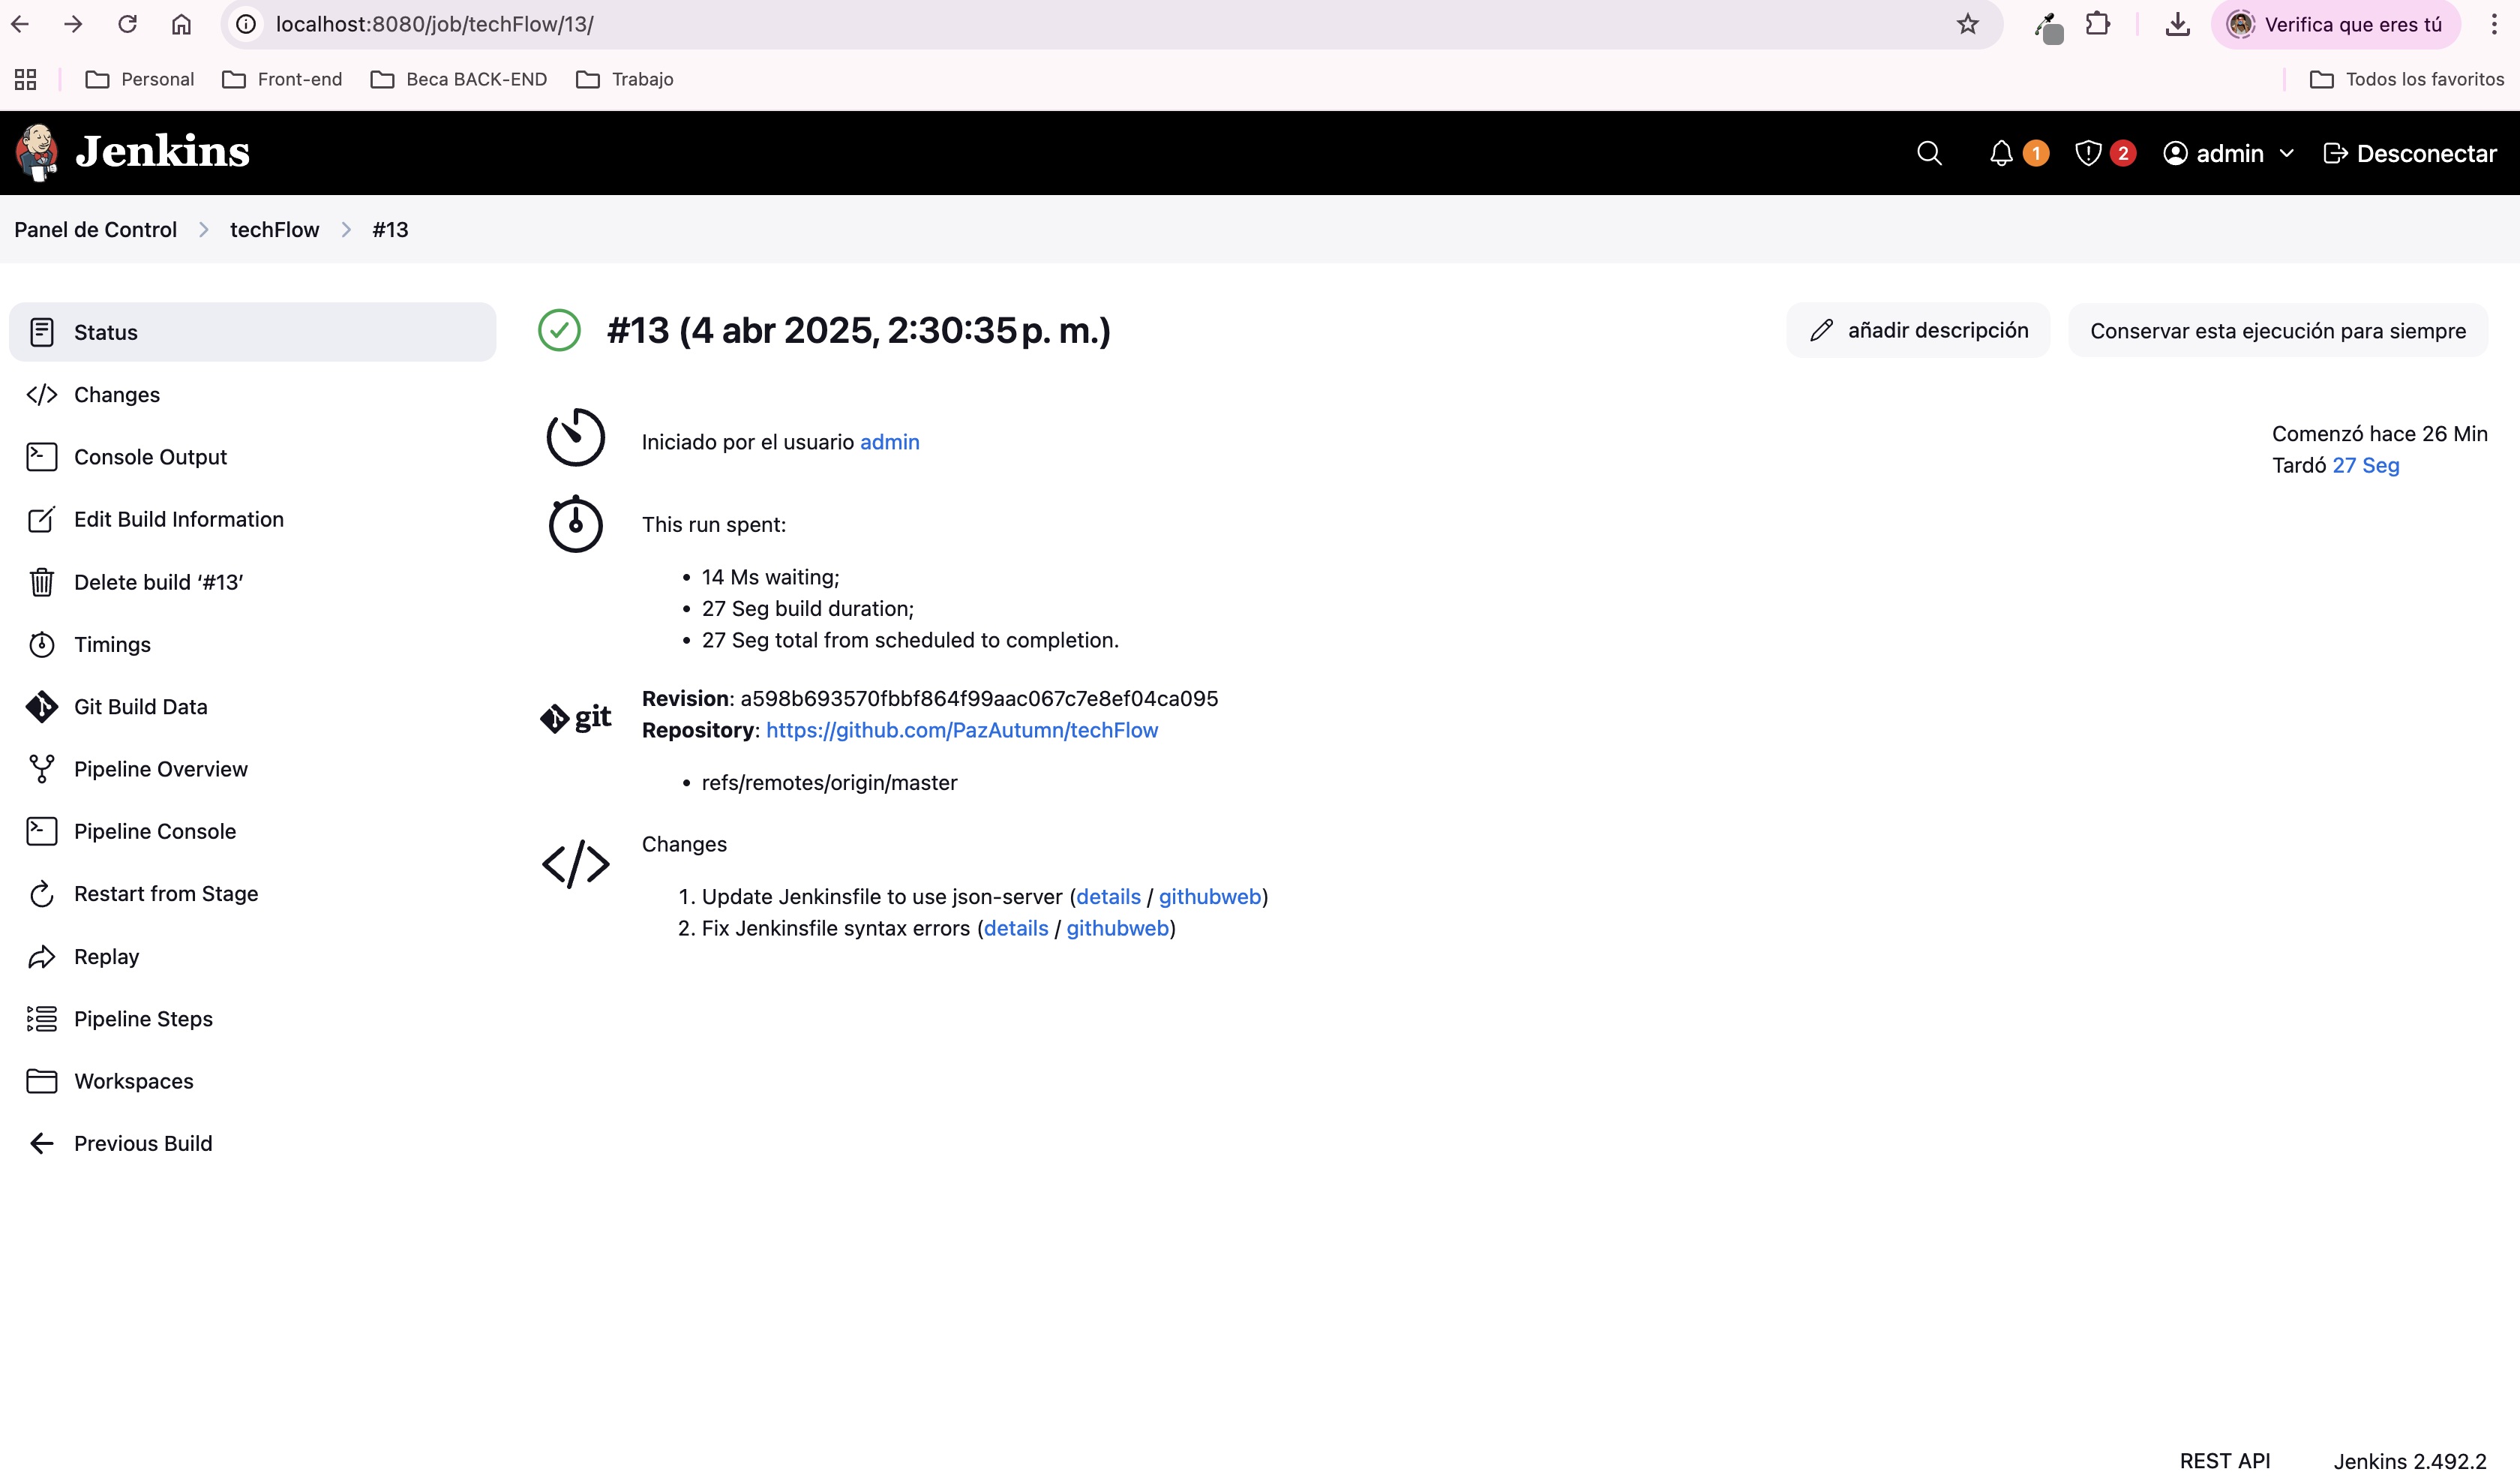 localhost:8080/job/techFlow/13/
Verifica que eres tú
Personal
Front-end
Beca BACK-END
Trabajo
Todos los favoritos
Jenkins
1
2
admin
Desconectar
Panel de Control
techFlow
#13
Status
Changes
Console Output
Edit Build Information
Delete build ‘#13’
Timings
Git Build Data
Pipeline Overview
Pipeline Console
Restart from Stage
Replay
Pipeline Steps
Workspaces
Previous Build
#13 (4 abr 2025, 2:30:35 p. m.)
añadir descripción
Conservar esta ejecución para siempre
Iniciado por el usuario admin
Comenzó hace 26 Min
Tardó 27 Seg
This run spent:
• 14 Ms waiting;
• 27 Seg build duration;
• 27 Seg total from scheduled to completion.
git
Revision: a598b693570fbbf864f99aac067c7e8ef04ca095
Repository: https://github.com/PazAutumn/techFlow
• refs/remotes/origin/master
Changes
1. Update Jenkinsfile to use json-server (details / githubweb)
2. Fix Jenkinsfile syntax errors (details / githubweb)
REST API
Jenkins 2.492.2